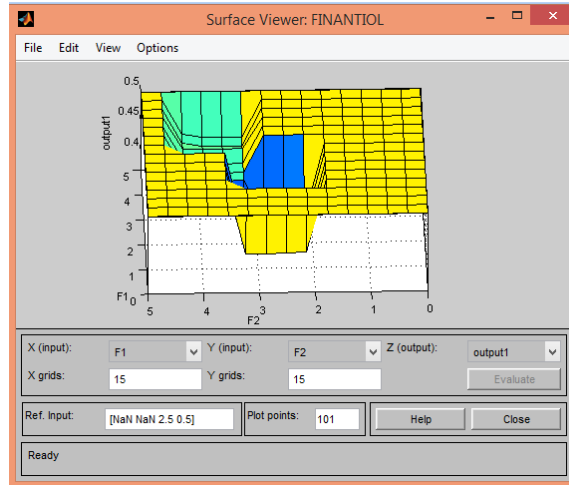 Surface Viewer: FINANTIOL
File Edit View Options
0.5
0.45
0.4
output1
5
4
3
2
1
0
F1
5 4 3 2 1 0
F2
X (input): F1 Y (input): F2 Z (output): output1
X grids: 15 Y grids: 15 Evaluate
Ref. Input: [NaN NaN 2.5 0.5] Plot points: 101 Help Close
Ready